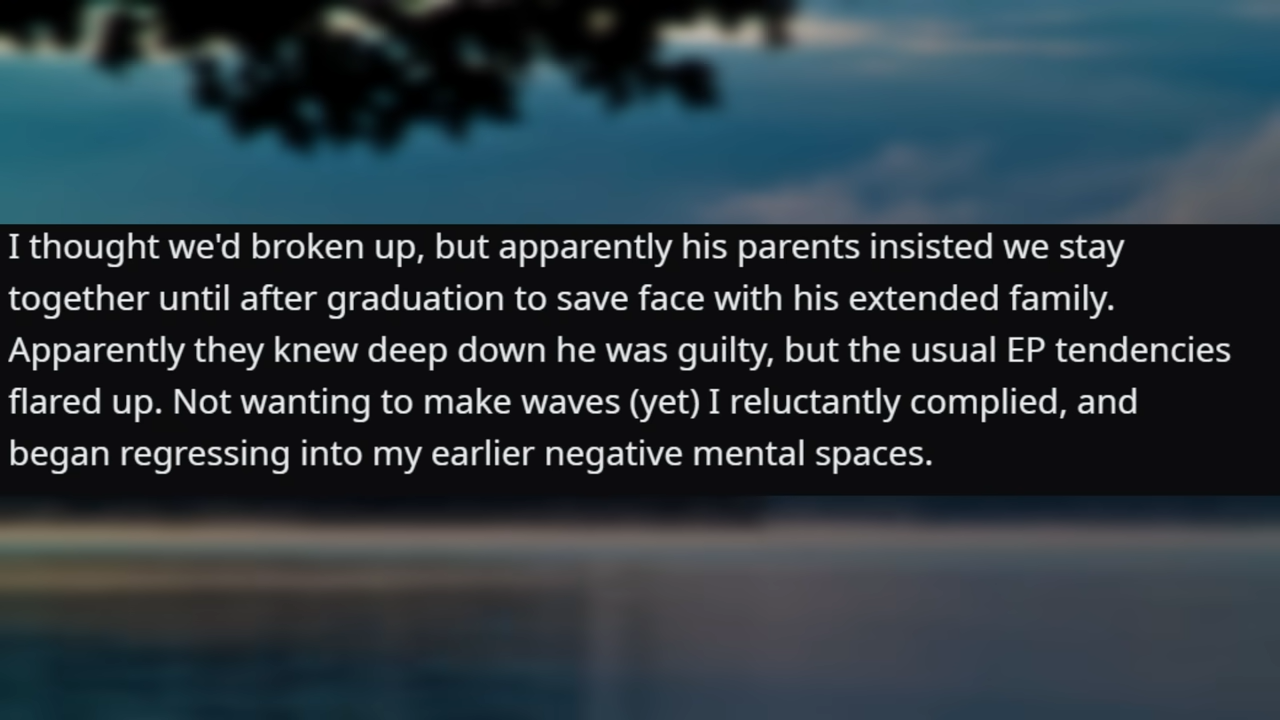 I thought we'd broken up, but apparently his parents insisted we stay
together until after graduation to save face with his extended family.
Apparently they knew deep down he was guilty, but the usual EP tendencies
flared up. Not wanting to make waves (yet) I reluctantly complied, and
began regressing into my earlier negative mental spaces.